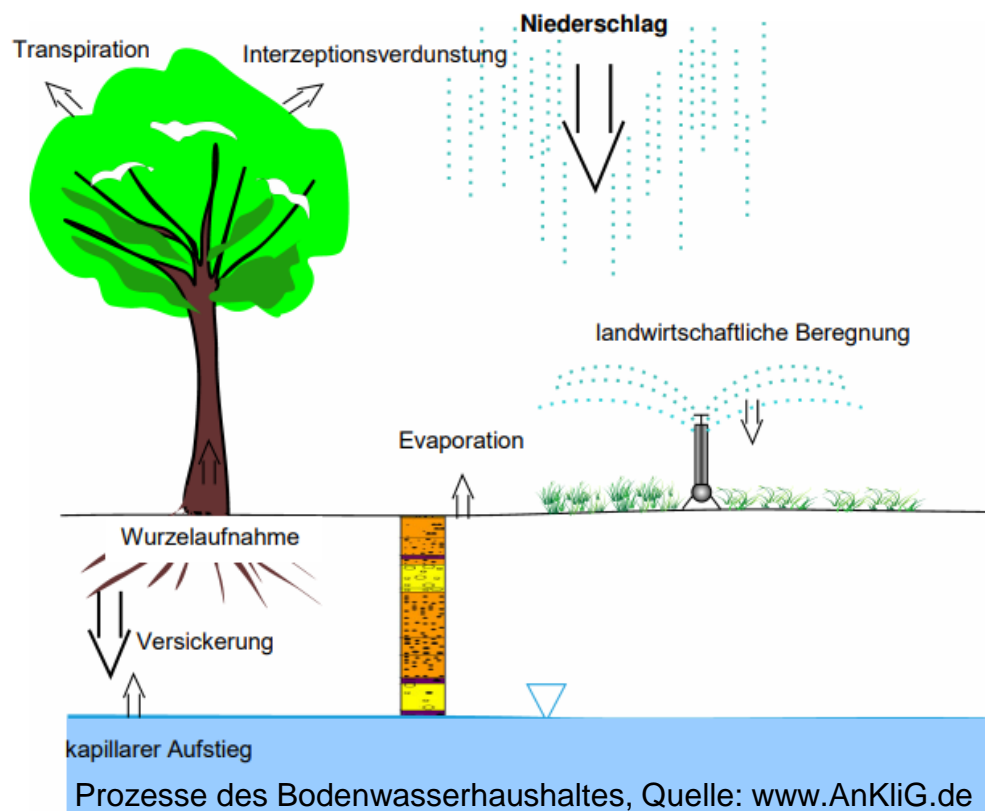 Niederschlag
Transpiration
Interzeptionsverdunstung
landwirtschaftliche Beregnung
Evaporation
Wurzelaufnahme
Versickerung
kapillarer Aufstieg
Prozesse des Bodenwasserhaushaltes, Quelle: www.AnKliG.de